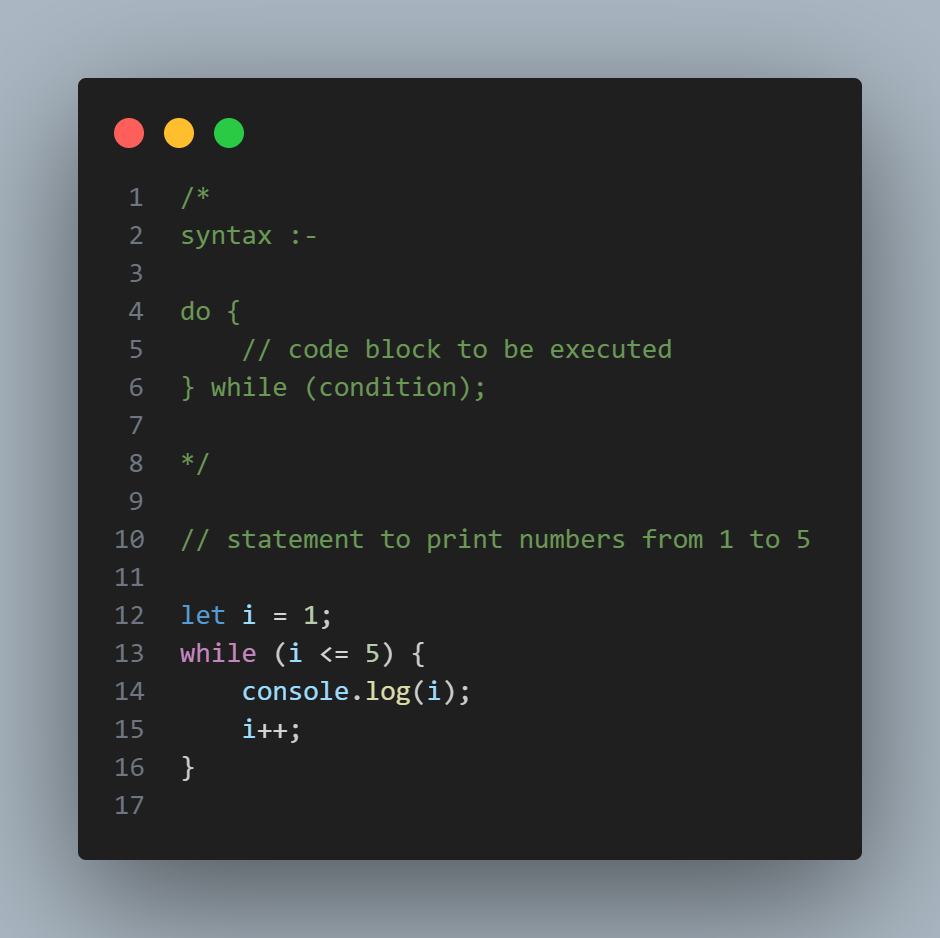 1 /*
2 syntax :-
3
4 do {
5     // code block to be executed
6 } while (condition);
7
8 */
9
10 // statement to print numbers from 1 to 5
11
12 let i = 1;
13 while (i <= 5) {
14     console.log(i);
15     i++;
16 }
17